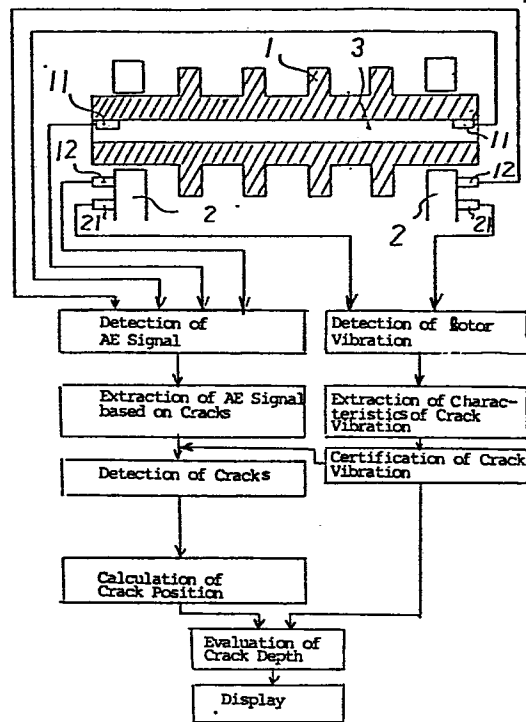 1
3
11
11
12
12
21
2
2
21
Detection of
AE Signal
Detection of Rotor
Vibration
Extraction of AE Signal
based on Cracks
Extraction of Charac-
teristics of Crack
Vibration
Detection of Cracks
Certification of Crack
Vibration
Calculation of
Crack Position
Evaluation of
Crack Depth
Display